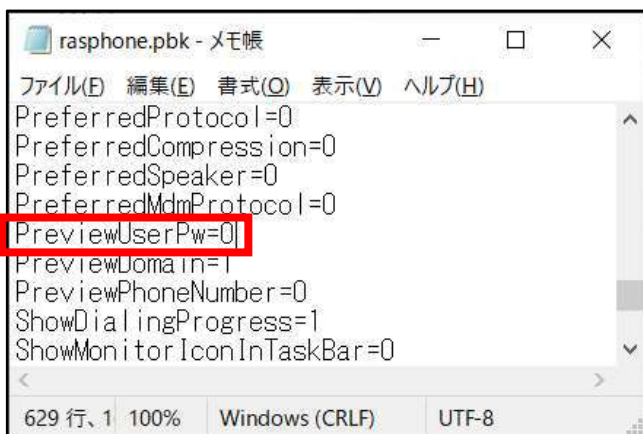 rasphone.pbk - メモ帳
ファイル(F) 編集(E) 書式(O) 表示(V) ヘルプ(H)
PreferredProtocol=0
PreferredCompression=0
PreferredSpeaker=0
PreferredMdmProtocol=0
PreviewUserPw=0
PreviewDomain=1
PreviewPhoneNumber=0
ShowDialingProgress=1
ShowMonitorIconInTaskBar=0
629 行、1 100% Windows (CRLF) UTF-8